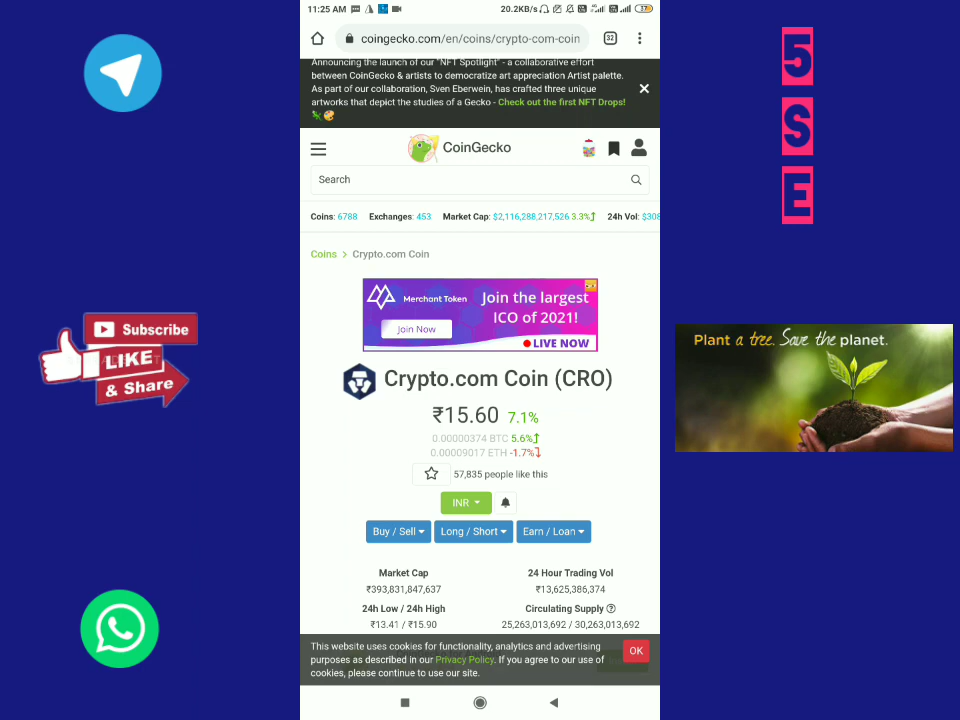 11:25 AM
20.2KB/s
37
coingecko.com/en/coins/crypto-com-coin
32
Announcing the launch of our "NFT Spotlight" - a collaborative effort
between CoinGecko & artists to democratize art appreciation Artist palette.
As part of our collaboration, Sven Eberwein, has crafted three unique
artworks that depict the studies of a Gecko - Check out the first NFT Drops!
CoinGecko
Search
Coins: 6788 Exchanges: 453 Market Cap: $2,116,288,217,526 3.3% 24h Vol: $308
Coins > Crypto.com Coin
Merchant Token
Join the largest
ICO of 2021!
Join Now
LIVE NOW
Crypto.com Coin (CRO)
₹15.60 7.1%
0.00000374 BTC 5.6%
0.00009017 ETH -1.7%
57,835 people like this
INR
Buy / Sell Long / Short Earn / Loan
Market Cap
₹393,831,847,637
24 Hour Trading Vol
₹13,625,386,374
24h Low / 24h High
₹13.41 / ₹15.90
Circulating Supply
25,263,013,692 / 30,263,013,692
This website uses cookies for functionality, analytics and advertising
purposes as described in our Privacy Policy. If you agree to our use of
cookies, please continue to use our site.
OK
Subscribe
LIKE
& Share
5
S
E
Plant a tree. Save the planet.